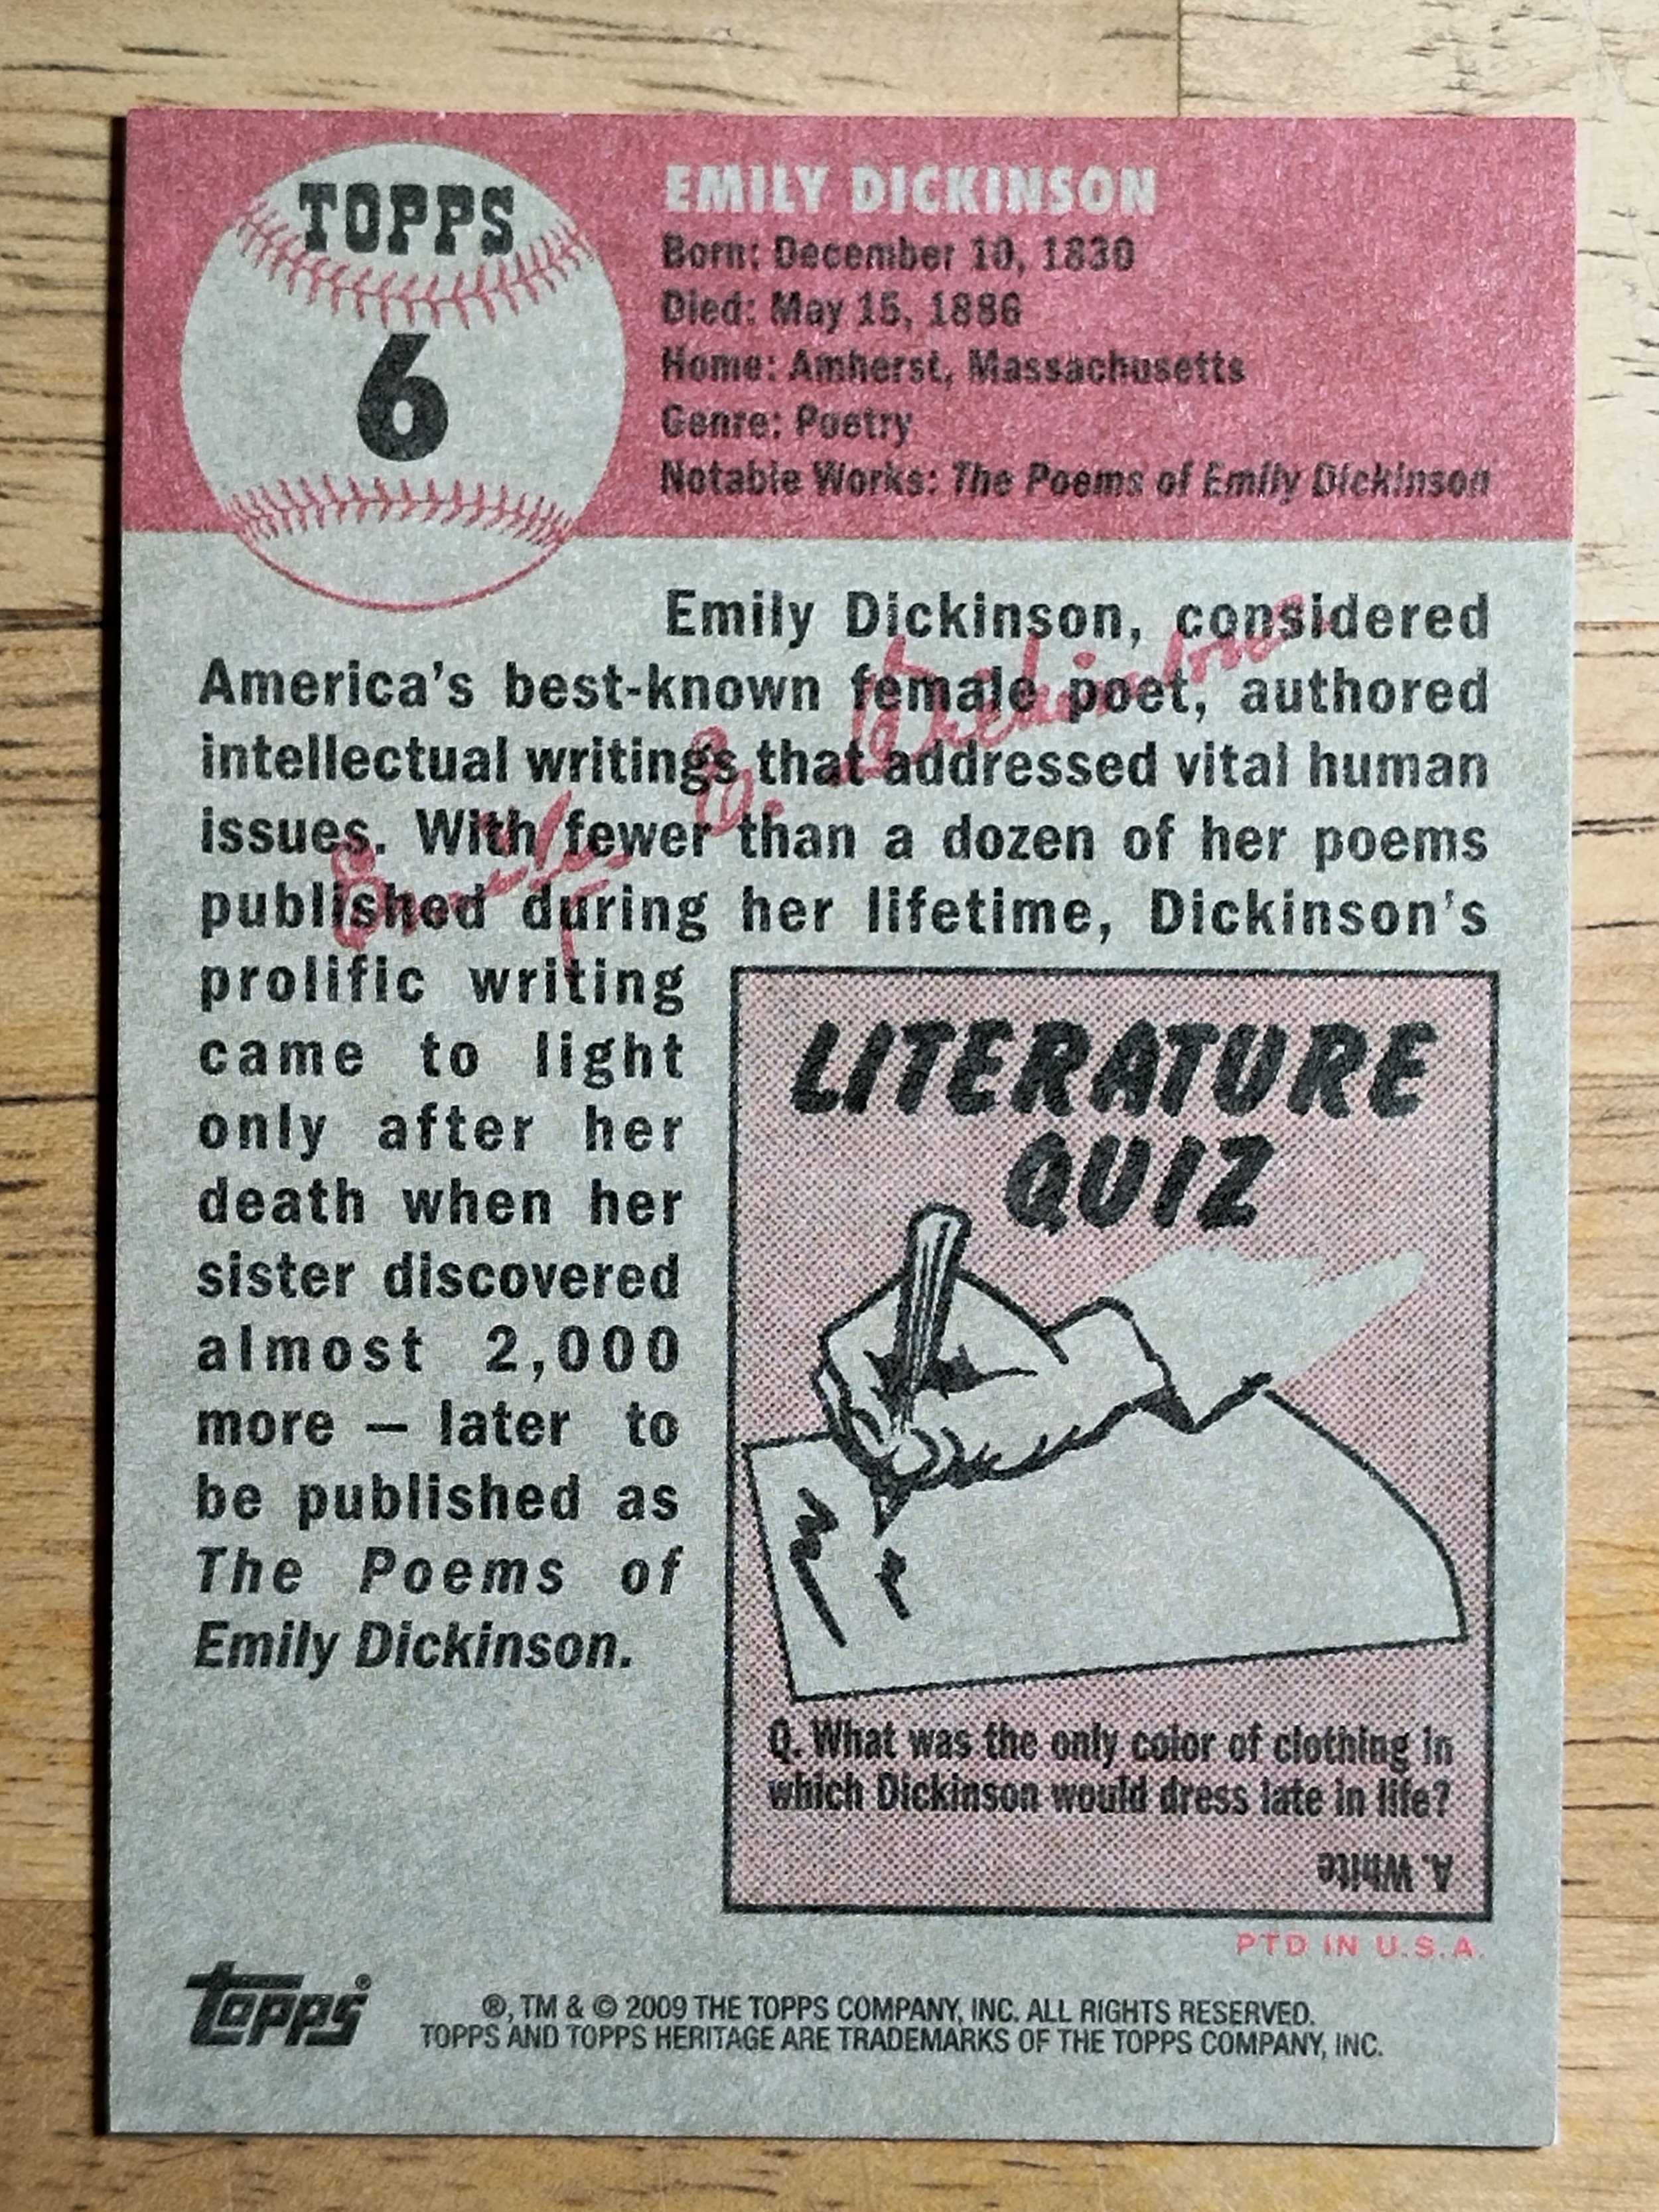 TOPPS
6
EMILY DICKINSON
Born: December 10, 1830
Died: May 15, 1886
Home: Amherst, Massachusetts
Genre: Poetry
Notable Works: The Poems of Emily Dickinson
Emily Dickinson, considered
America's best-known female poet, authored
intellectual writings that addressed vital human
issues. With fewer than a dozen of her poems
published during her lifetime, Dickinson's
prolific writing
came to light
only after her
death when her
sister discovered
almost 2,000
more — later to
be published as
The Poems of
Emily Dickinson.
Emily E. Dickinson.
LITERATURE
QUIZ
Q. What was the only color of clothing in
which Dickinson would dress late in life?
A. White
PTD IN U.S.A.
topps®
®, TM & © 2009 THE TOPPS COMPANY, INC. ALL RIGHTS RESERVED.
TOPPS AND TOPPS HERITAGE ARE TRADEMARKS OF THE TOPPS COMPANY, INC.